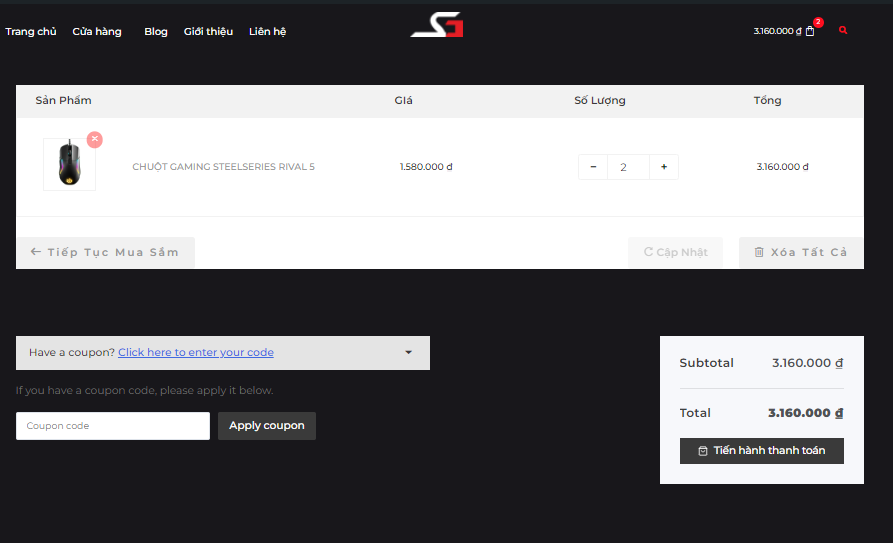 Trang chủ Cửa hàng Blog Giới thiệu Liên hệ SG 3.160.000 ₫ 2
Sản Phẩm GIá Số Lượng Tổng
CHUỘT GAMING STEELSERIES RIVAL 5 1.580.000 ₫ − 2 + 3.160.000 ₫
Tiếp Tục Mua Sắm Cập Nhật Xóa Tất Cả
Have a coupon? Click here to enter your code
If you have a coupon code, please apply it below.
Coupon code Apply coupon
Subtotal 3.160.000 ₫
Total 3.160.000 ₫
Tiến hành thanh toán